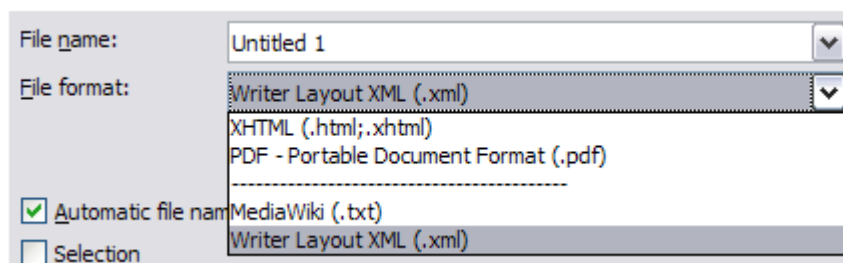 File name:
Untitled 1
File format:
Writer Layout XML (.xml)
XHTML (.html;.xhtml)
PDF - Portable Document Format (.pdf)
------------------------------------------
Automatic file nam
MediaWiki (.txt)
Writer Layout XML (.xml)
Selection